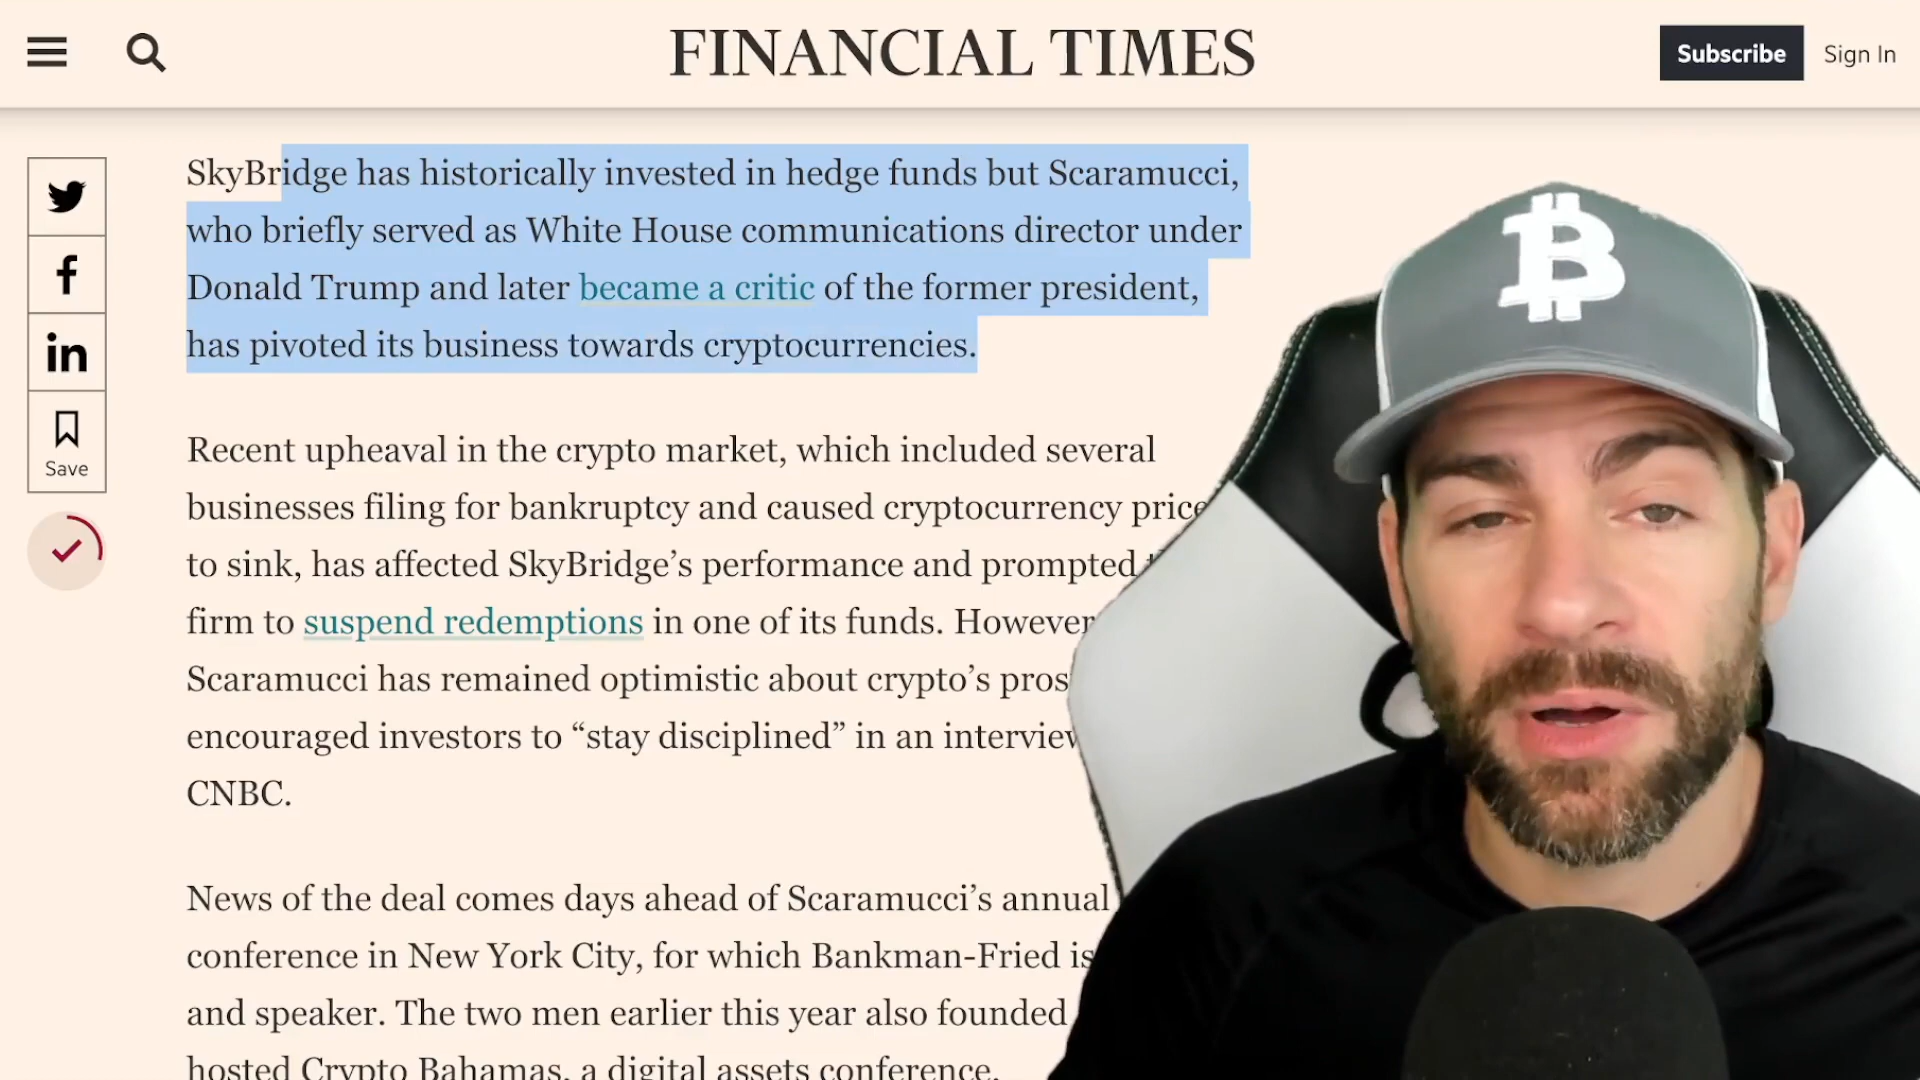 FINANCIAL TIMES
Subscribe
Sign In
SkyBridge has historically invested in hedge funds but Scaramucci,
who briefly served as White House communications director under
Donald Trump and later became a critic of the former president,
has pivoted its business towards cryptocurrencies.
Save
Recent upheaval in the crypto market, which included several
businesses filing for bankruptcy and caused cryptocurrency price
to sink, has affected SkyBridge’s performance and prompted
firm to suspend redemptions in one of its funds. However
Scaramucci has remained optimistic about crypto’s pros
encouraged investors to “stay disciplined” in an interview
CNBC.
News of the deal comes days ahead of Scaramucci’s annual
conference in New York City, for which Bankman-Fried is
and speaker. The two men earlier this year also founded
hosted Crypto Bahamas, a digital assets conference.